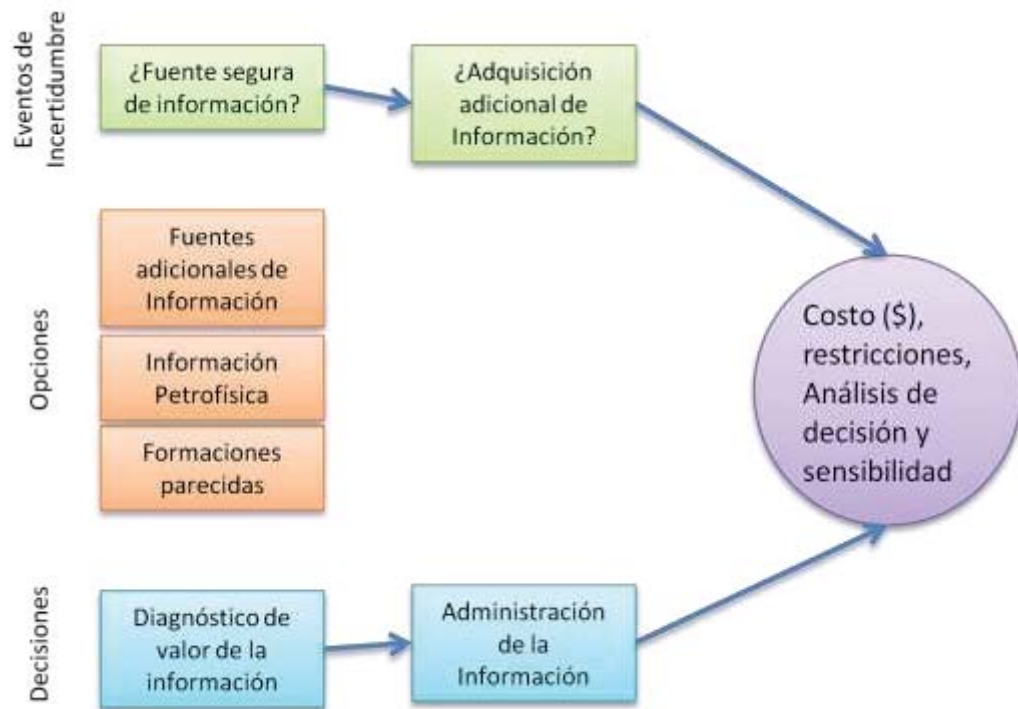 Eventos de
Incertidumbre
¿Fuente segura
de información?
¿Adquisición
adicional de
Información?
Opciones
Fuentes
adicionales de
Información
Información
Petrofísica
Formaciones
parecidas
Costo ($),
restricciones,
Análisis de
decisión y
sensibilidad
Decisiones
Diagnóstico de
valor de la
información
Administración
de la
Información